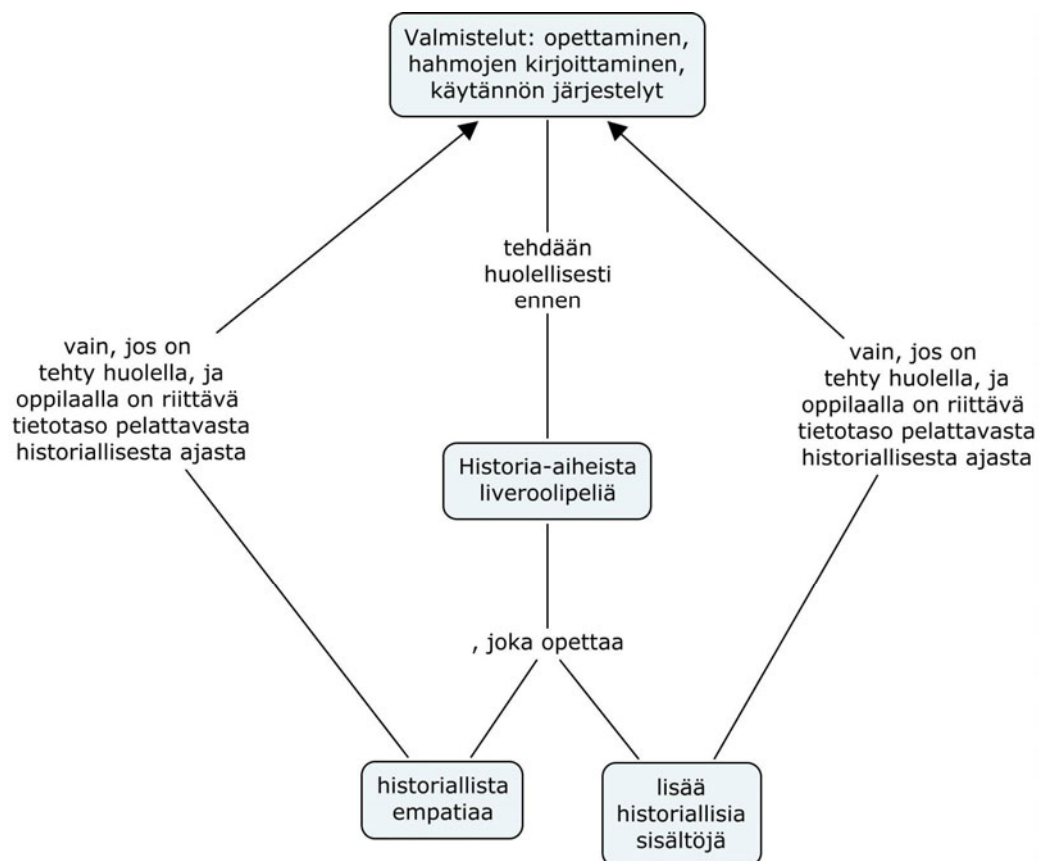 Valmistelut: opettaminen,
hahmojen kirjoittaminen,
käytännön järjestelyt
tehdään
huolellisesti
ennen
vain, jos on
tehty huolella, ja
oppilaalla on riittävä
tietotaso pelattavasta
historiallisesta ajasta
vain, jos on
tehty huolella, ja
oppilaalla on riittävä
tietotaso pelattavasta
historiallisesta ajasta
Historia-aiheista
liveroolipeliä
, joka opettaa
historiallista
empatiaa
lisää
historiallisia
sisältöjä